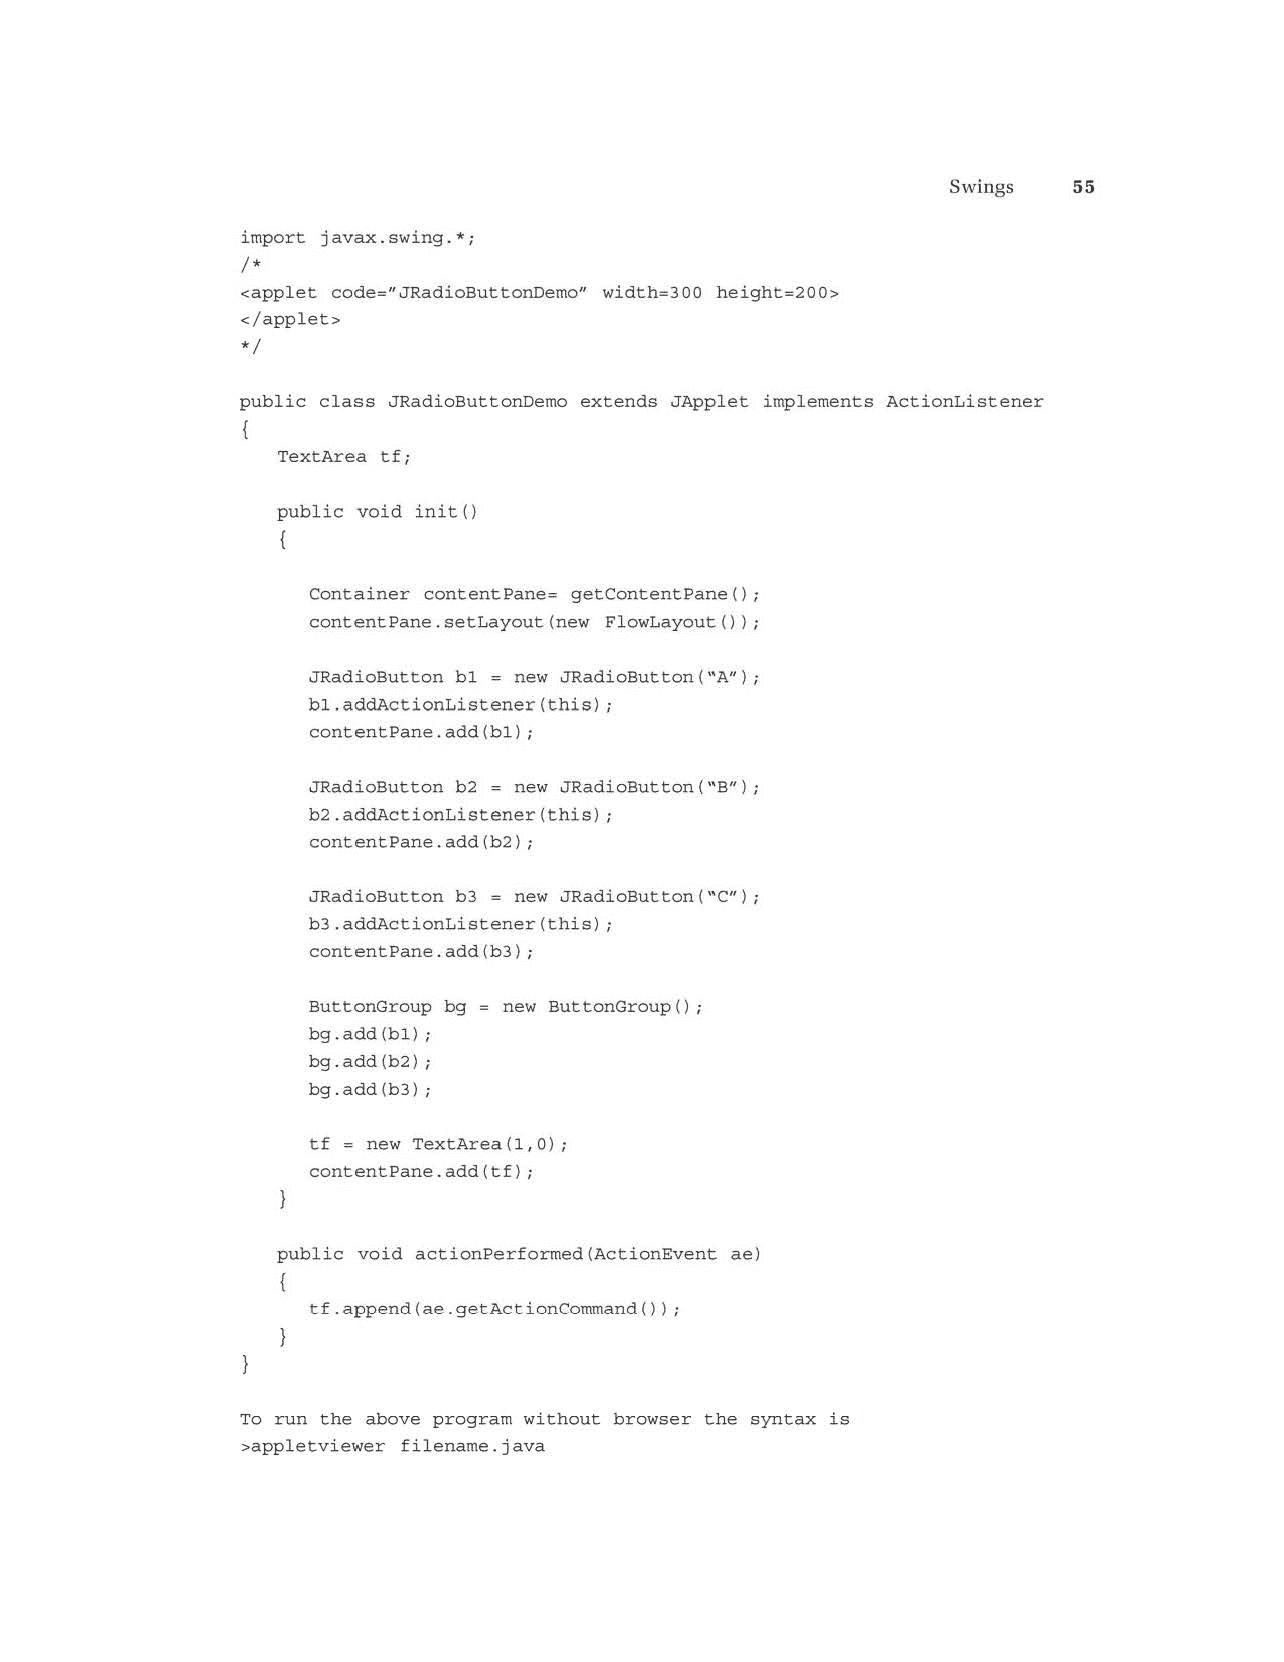 Swings 55
import javax.swing.*;
/*
<applet code=”JRadioButtonDemo” width=300 height=200>
</applet>
*/
public class JRadioButtonDemo extends JApplet implements ActionListener
{
TextArea tf;
public void init()
{
Container contentPane= getContentPane();
contentPane.setLayout(new FlowLayout());
JRadioButton b1 = new JRadioButton(“A”);
b1.addActionListener(this);
contentPane.add(b1);
JRadioButton b2 = new JRadioButton(“B”);
b2.addActionListener(this);
contentPane.add(b2);
JRadioButton b3 = new JRadioButton(“C”);
b3.addActionListener(this);
contentPane.add(b3);
ButtonGroup bg = new ButtonGroup();
bg.add(b1);
bg.add(b2);
bg.add(b3);
tf = new TextArea(1,0);
contentPane.add(tf);
}
public void actionPerformed(ActionEvent ae)
{
tf.append(ae.getActionCommand());
}
}
To run the above program without browser the syntax is
>appletviewer filename.java